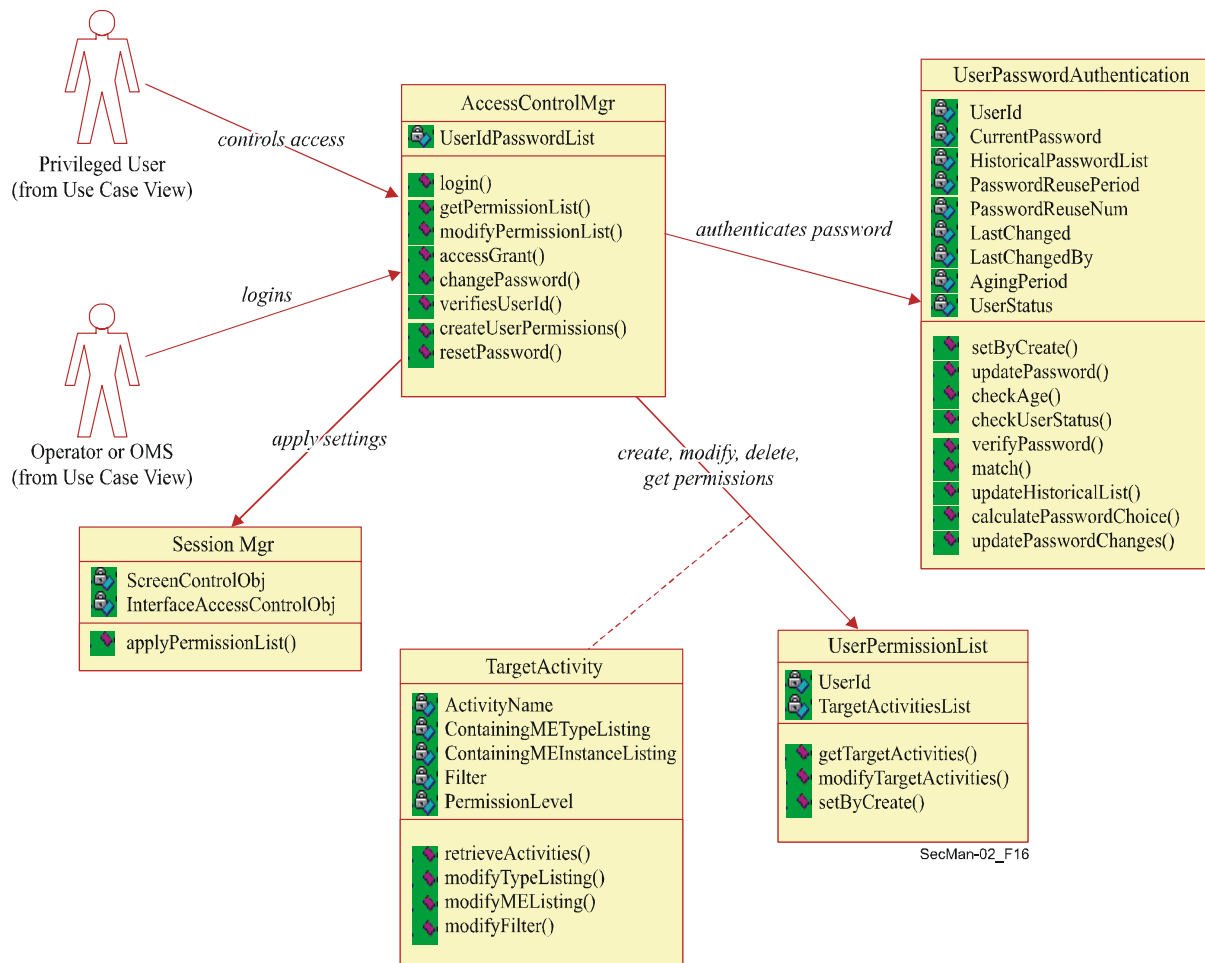 Privileged User
(from Use Case View)
controls access
Operator or OMS
(from Use Case View)
logins
AccessControlMgr
UserIdPasswordList
login()
getPermissionList()
modifyPermissionList()
accessGrant()
changePassword()
verifiesUserId()
createUserPermissions()
resetPassword()
authenticates password
UserPasswordAuthentication
UserId
CurrentPassword
HistoricalPasswordList
PasswordReusePeriod
PasswordReuseNum
LastChanged
LastChangedBy
AgingPeriod
UserStatus
setByCreate()
updatePassword()
checkAge()
checkUserStatus()
verifyPassword()
match()
updateHistoricalList()
calculatePasswordChoice()
updatePasswordChanges()
apply settings
create, modify, delete,
get permissions
Session Mgr
ScreenControlObj
InterfaceAccessControlObj
applyPermissionList()
TargetActivity
ActivityName
ContainingMETypeListing
ContainingMEInstanceListing
Filter
PermissionLevel
retrieveActivities()
modifyTypeListing()
modifyMEListing()
modifyFilter()
UserPermissionList
UserId
TargetActivitiesList
getTargetActivities()
modifyTargetActivities()
setByCreate()
SecMan-02_F16